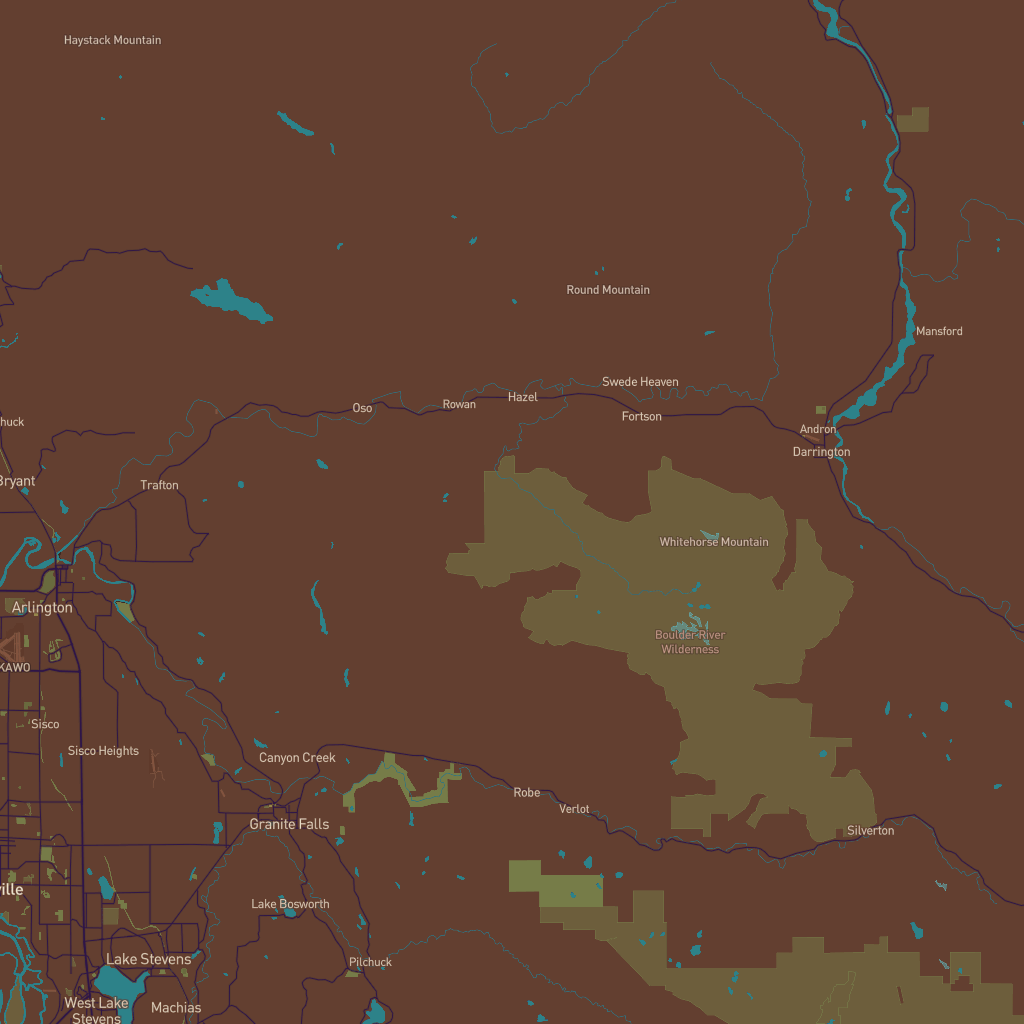 Haystack Mountain
Round Mountain
Mansford
Swede Heaven
Hazel
Rowan
Oso
Fortson
huck
Andron
Darrington
Bryant
Trafton
Whitehorse Mountain
Arlington
Boulder River
Wilderness
KAWO
Sisco
Sisco Heights
Canyon Creek
Robe
Verlot
Granite Falls
Silverton
ville
Lake Bosworth
Lake Stevens
Pilchuck
West Lake
Stevens
Machias